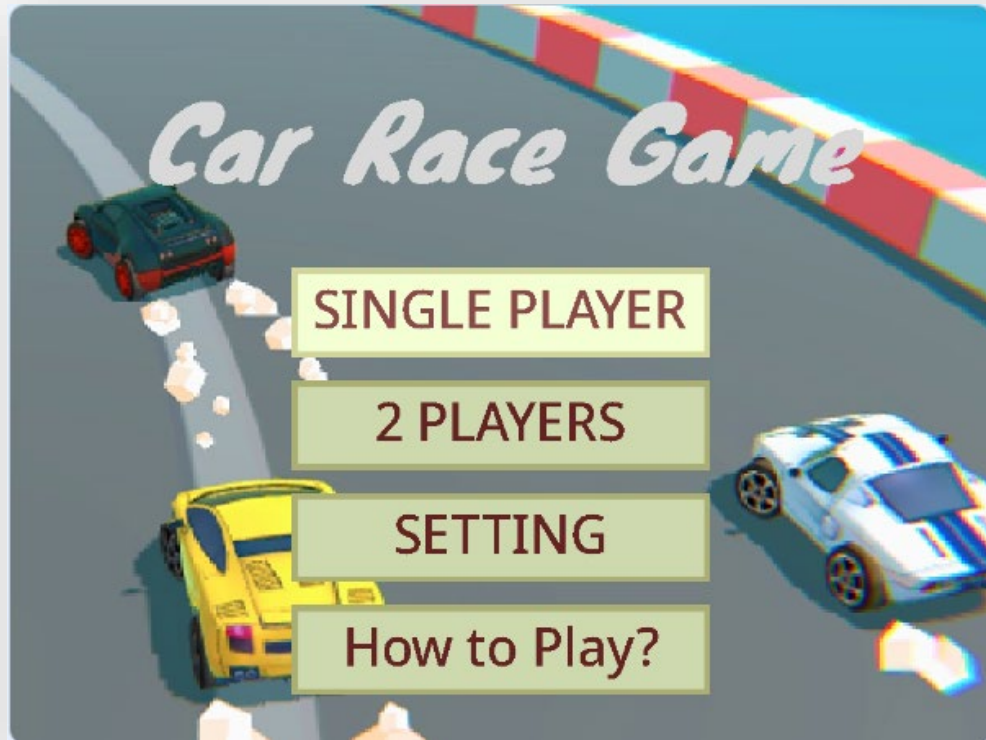 Car Race Game
SINGLE PLAYER
2 PLAYERS
SETTING
How to Play?